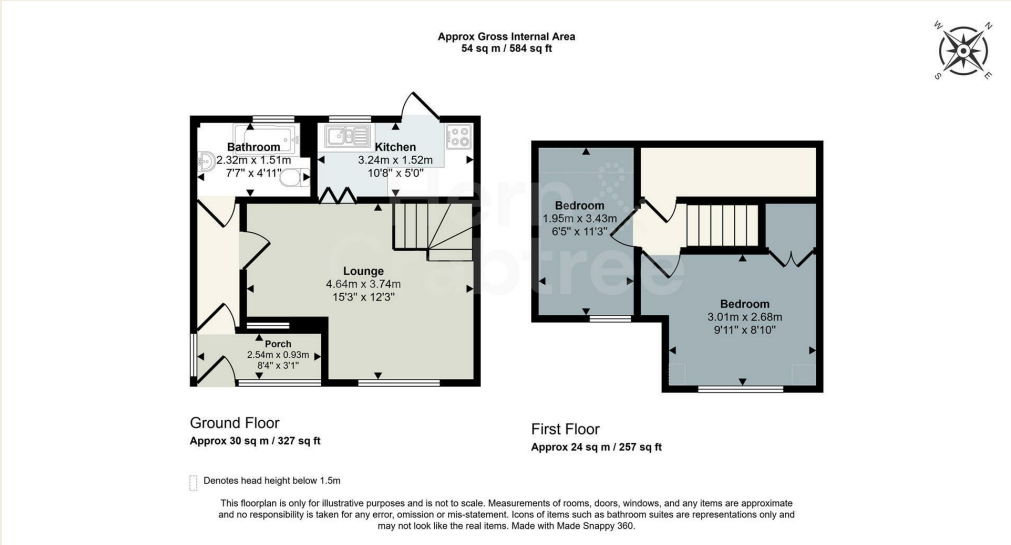 Approx Gross Internal Area
54 sq m / 584 sq ft
W
N
S
E
Bathroom
2.32m x 1.51m
7'7" x 4'11"
Kitchen
3.24m x 1.52m
10'8" x 5'0"
Lounge
4.64m x 3.74m
15'3" x 12'3"
Porch
2.54m x 0.93m
8'4" x 3'1"
Bedroom
1.95m x 3.43m
6'5" x 11'3"
Bedroom
3.01m x 2.68m
9'11" x 8'10"
Hern &
Crabtree
Ground Floor
Approx 30 sq m / 327 sq ft
First Floor
Approx 24 sq m / 257 sq ft
Denotes head height below 1.5m
This floorplan is only for illustrative purposes and is not to scale. Measurements of rooms, doors, windows, and any items are approximate
and no responsibility is taken for any error, omission or mis-statement. Icons of items such as bathroom suites are representations only and
may not look like the real items. Made with Made Snappy 360.